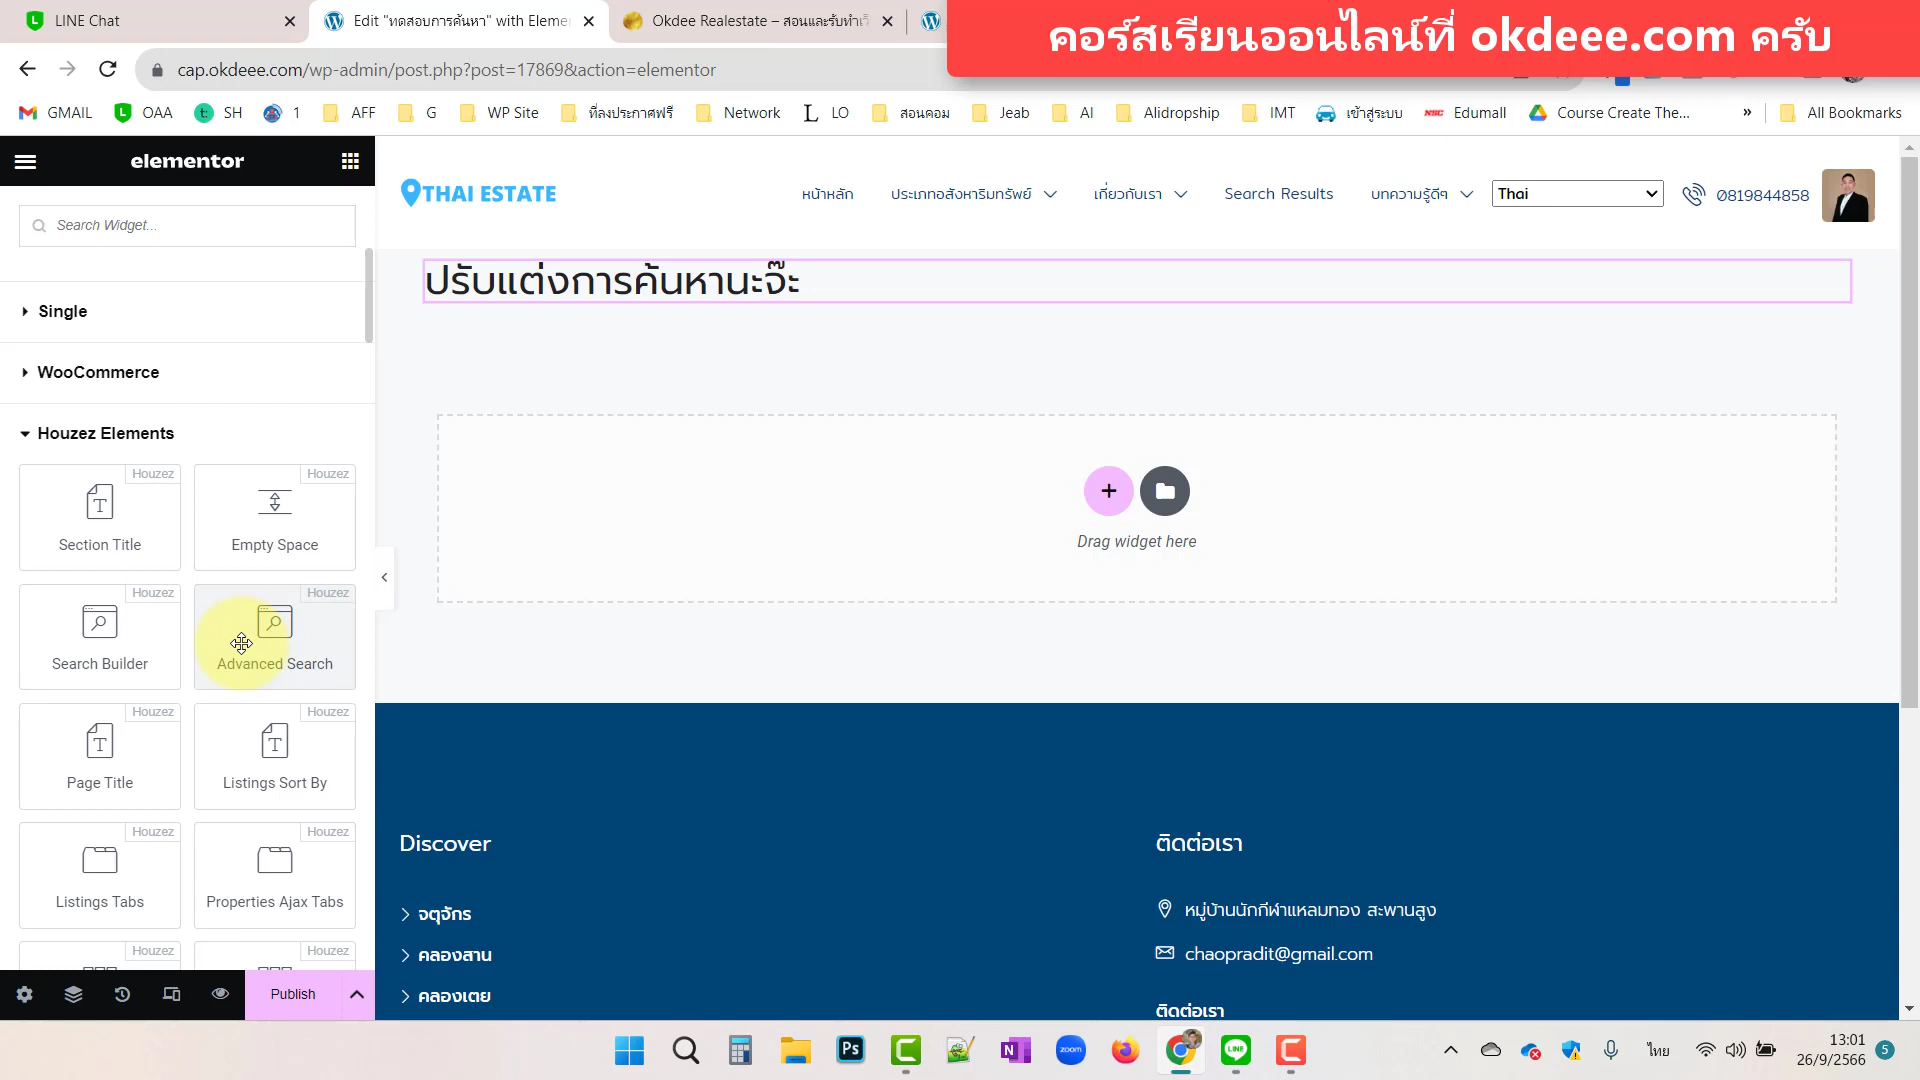 LINE Chat
Edit "ทดสอบการค้นหา" with Eleme
Okdee Realestate – สอนและรับทำเว็
คอร์สเรียนออนไลน์ที่ okdeee.com ครับ
cap.okdeee.com/wp-admin/post.php?post=17869&action=elementor
GMAIL
OAA
SH
1
AFF
G
WP Site
ที่ลงประกาศฟรี
Network
LO
สอนคอม
Jeab
AI
Alidropship
IMT
เข้าสู่ระบบ
NSC
Edumall
Course Create The...
»
All Bookmarks
elementor
Search Widget...
Single
WooCommerce
Houzez Elements
Houzez
Section Title
Houzez
Empty Space
Houzez
Search Builder
Houzez
Advanced Search
Houzez
Page Title
Houzez
Listings Sort By
Houzez
Listings Tabs
Houzez
Properties Ajax Tabs
Houzez
Houzez
Publish
THAI ESTATE
หน้าหลัก
ประเภทอสังหาริมทรัพย์
เกี่ยวกับเรา
Search Results
บทความรู้ดีๆ
Thai
0819844858
ปรับแต่งการค้นหานะจ๊ะ
Drag widget here
Discover
จตุจักร
คลองสาน
คลองเตย
ติดต่อเรา
หมู่บ้านนักกีฬาแหลมทอง สะพานสูง
chaopradit@gmail.com
ติดต่อเรา
Ps
N
zoom
LINE
ไทย
13:01
26/9/2566
5